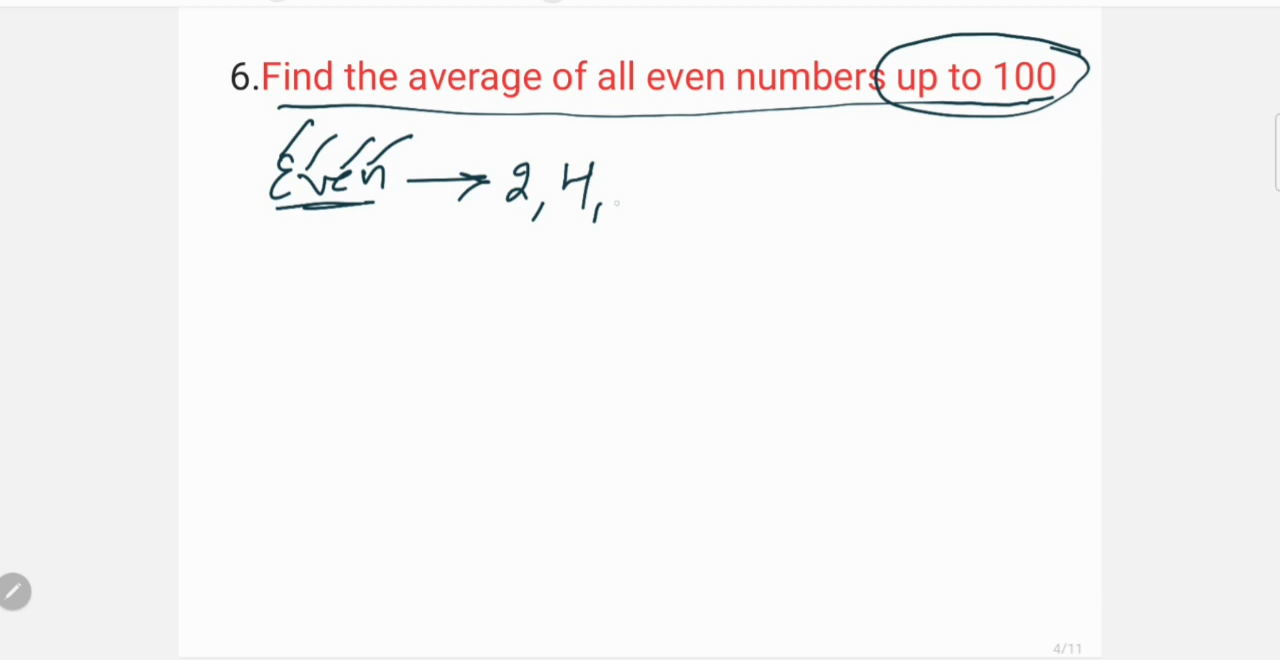 6.Find the average of all even numbers up to 100
Even → 2, 4,
4/11